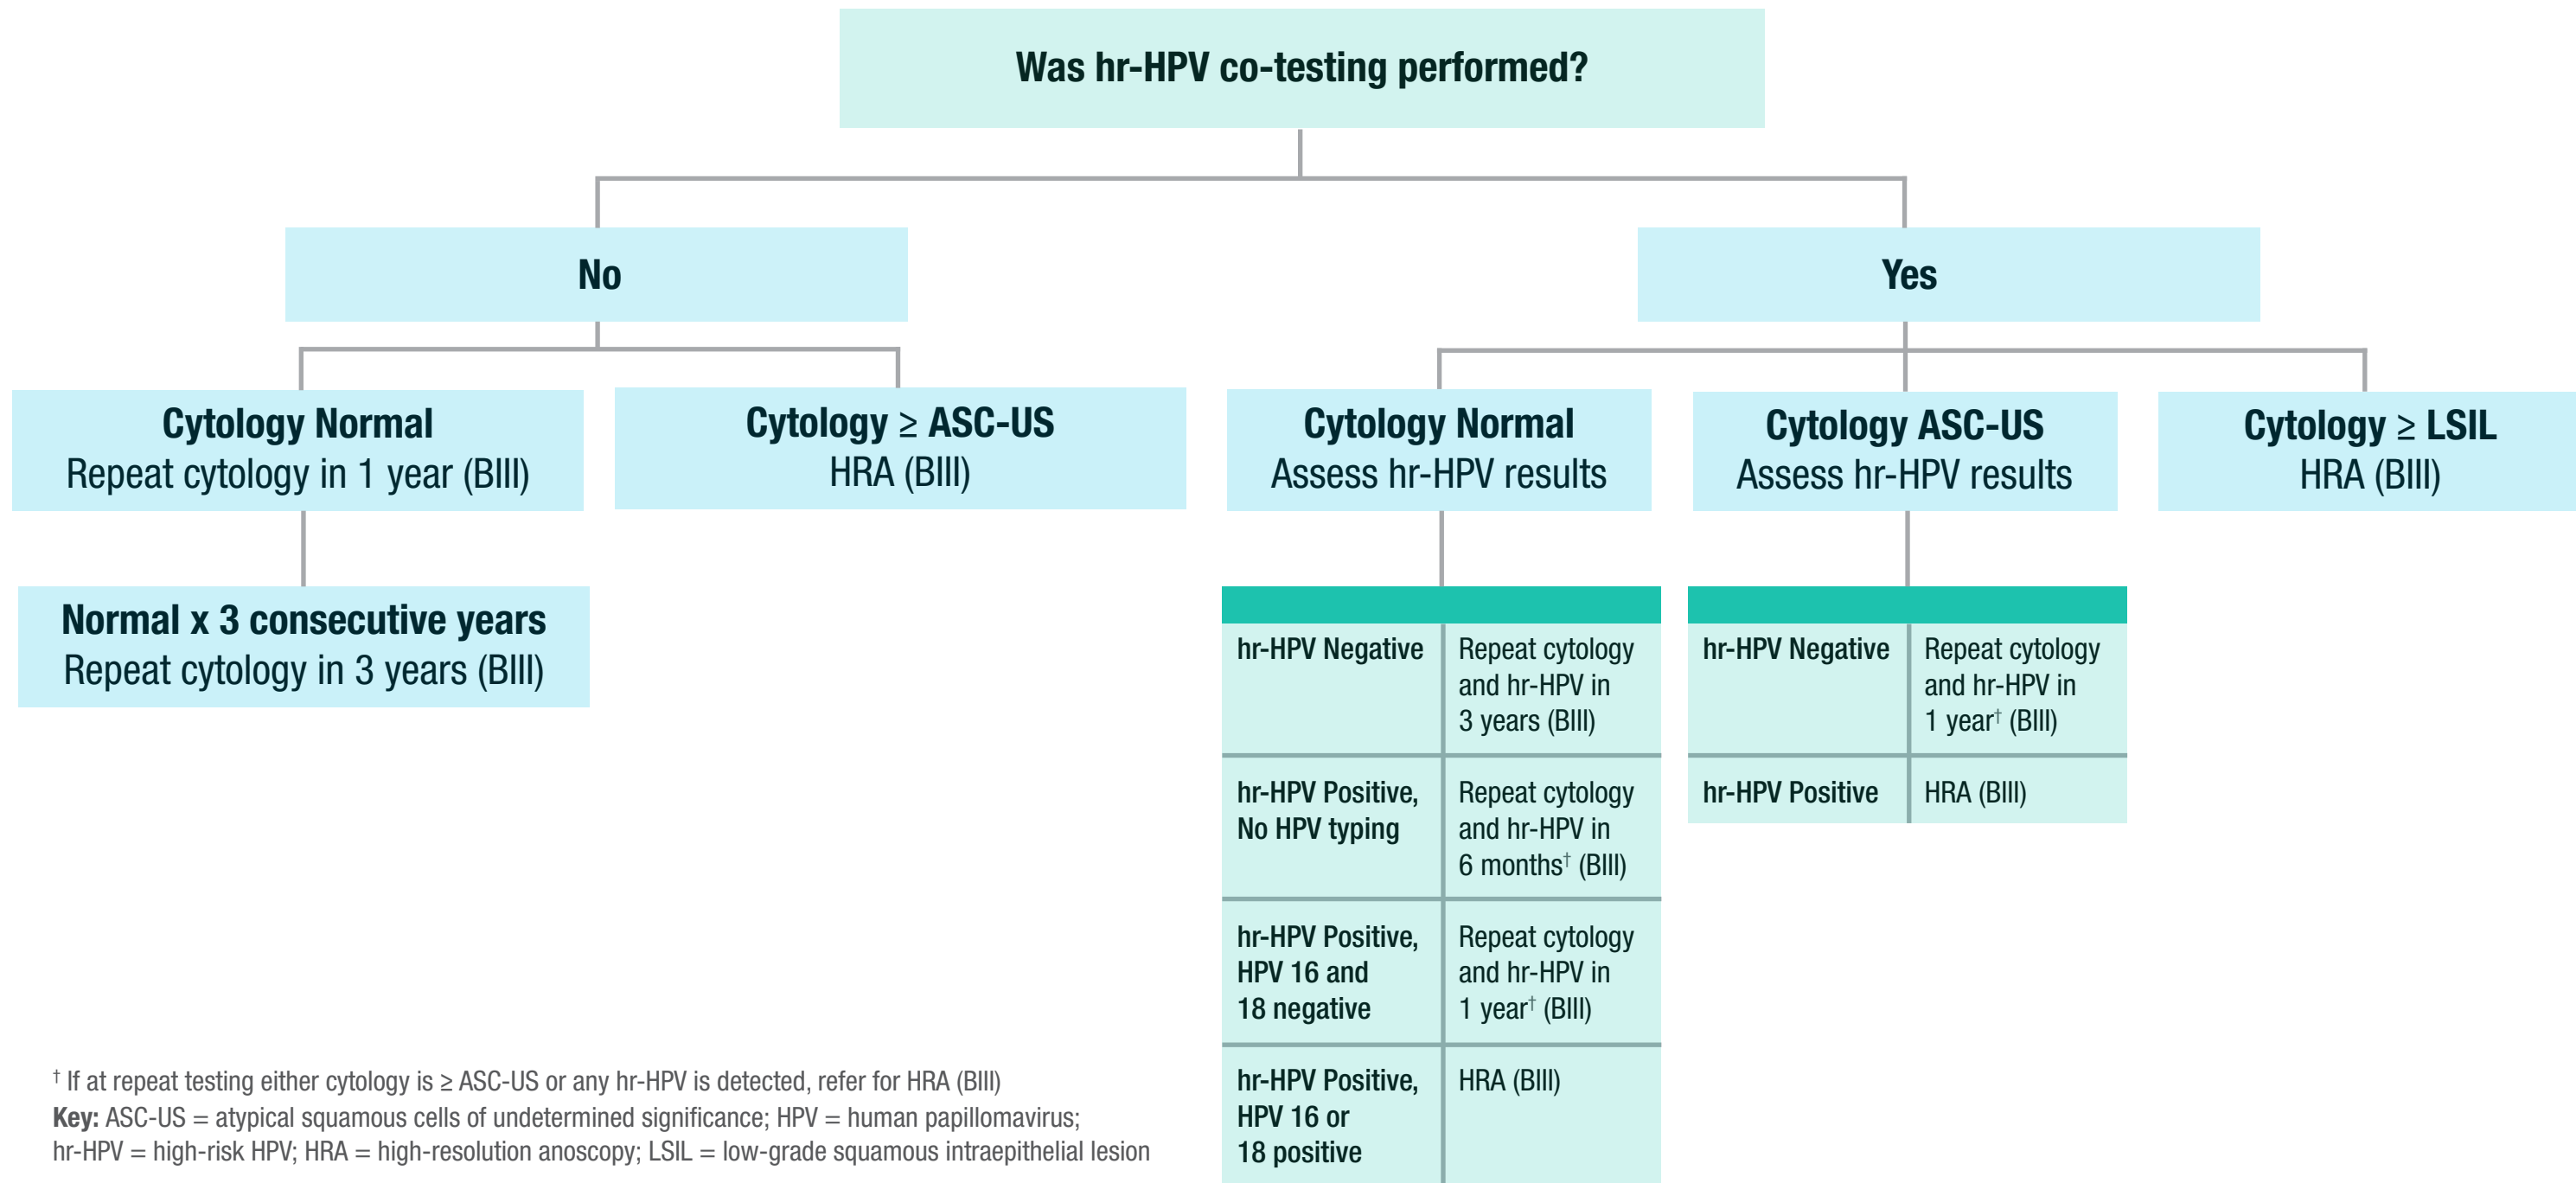 Was hr-HPV co-testing performed?
No
Yes
Cytology Normal
Repeat cytology in 1 year (BIII)
Cytology ≥ ASC-US
HRA (BIII)
Cytology Normal
Assess hr-HPV results
Cytology ASC-US
Assess hr-HPV results
Cytology ≥ LSIL
HRA (BIII)
Normal x 3 consecutive years
Repeat cytology in 3 years (BIII)
hr-HPV Negative
Repeat cytology
and hr-HPV in
3 years (BIII)
hr-HPV Positive,
No HPV typing
Repeat cytology
and hr-HPV in
6 months† (BIII)
hr-HPV Positive,
HPV 16 and
18 negative
Repeat cytology
and hr-HPV in
1 year† (BIII)
hr-HPV Positive,
HPV 16 or
18 positive
HRA (BIII)
hr-HPV Negative
Repeat cytology
and hr-HPV in
1 year† (BIII)
hr-HPV Positive
HRA (BIII)
† If at repeat testing either cytology is ≥ ASC-US or any hr-HPV is detected, refer for HRA (BIII)
Key: ASC-US = atypical squamous cells of undetermined significance; HPV = human papillomavirus;
hr-HPV = high-risk HPV; HRA = high-resolution anoscopy; LSIL = low-grade squamous intraepithelial lesion